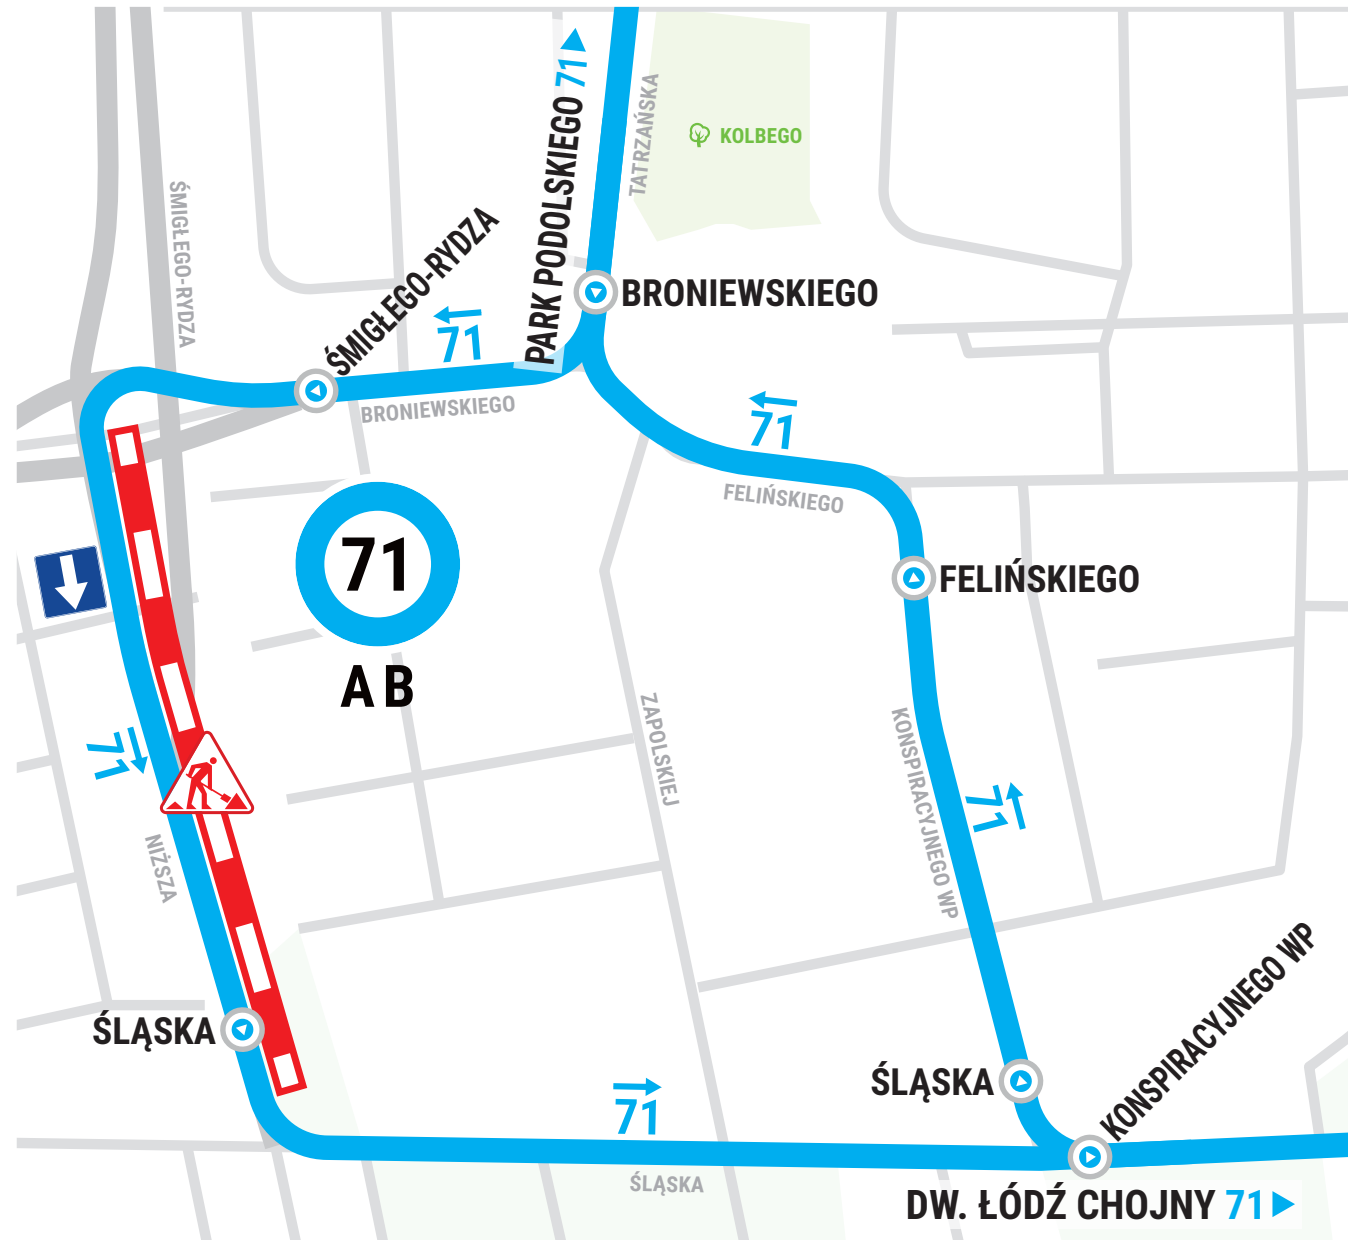 PARK PODOLSKIEGO 71
TATRZAŃSKA
KOLBEGO
ŚMIGŁEGO-RYDZA
ŚMIGŁEGO-RYDZA
BRONIEWSKIEGO
71
BRONIEWSKIEGO
71
FELIŃSKIEGO
71
A B
FELIŃSKIEGO
ZAPOLSKIEJ
KONSPIRACYJNEGO WP
71
71
NIŻSZA
ŚLĄSKA
KONSPIRACYJNEGO WP
ŚLĄSKA
71
ŚLĄSKA
DW. ŁÓDŹ CHOJNY 71